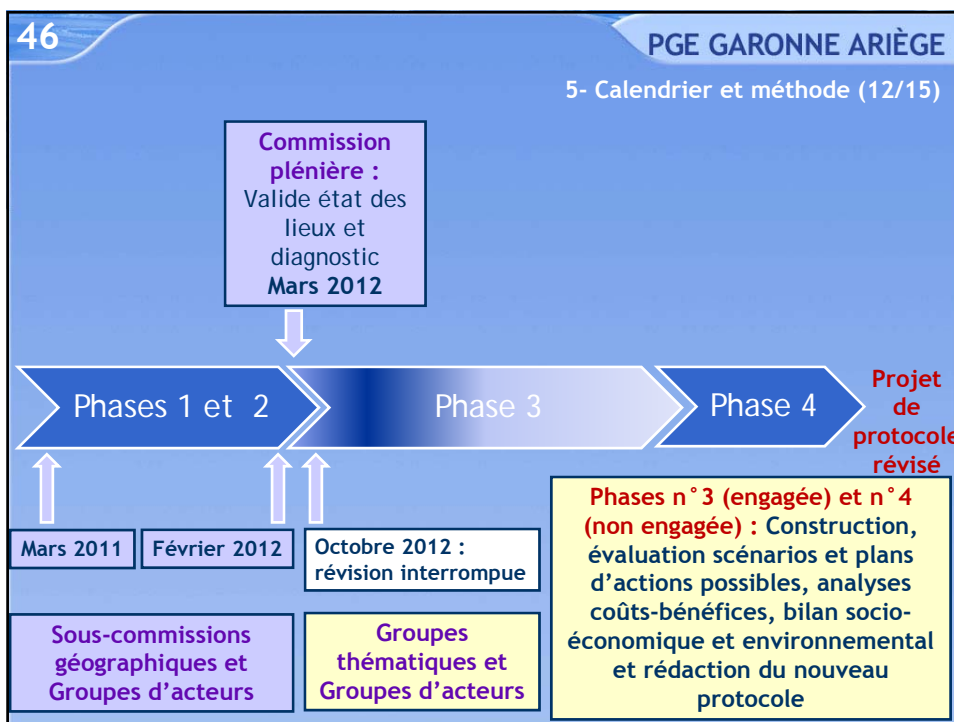 46
PGE GARONNE ARIÈGE
5- Calendrier et méthode (12/15)
Commission
plénière :
Valide état des
lieux et
diagnostic
Mars 2012
Phases 1 et 2
Phase 3
Phase 4
Projet
de
protocole
révisé
Mars 2011
Février 2012
Octobre 2012 :
révision interrompue
Sous-commissions
géographiques et
Groupes d’acteurs
Groupes
thématiques et
Groupes d’acteurs
Phases n°3 (engagée) et n°4
(non engagée) : Construction,
évaluation scénarios et plans
d’actions possibles, analyses
coûts-bénéfices, bilan socio-
économique et environnemental
et rédaction du nouveau
protocole